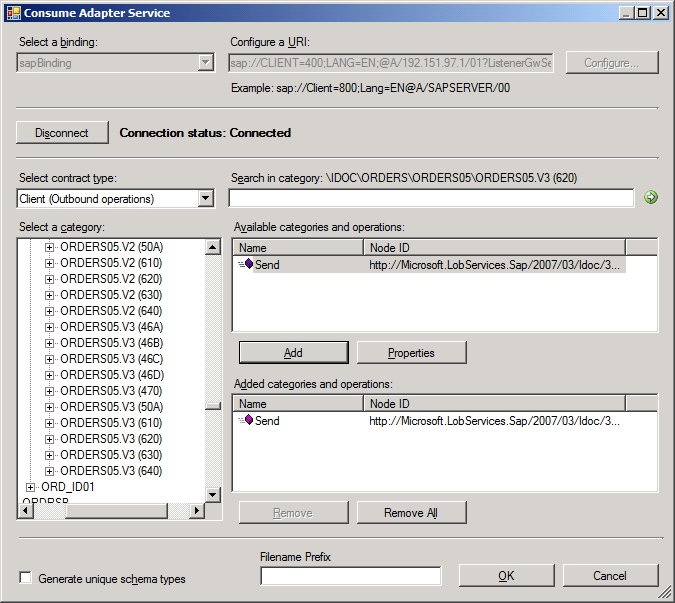 Consume Adapter Service
Select a binding:
Configure a URI:
sapBinding
sap://CLIENT=400;LANG=EN;@A/192.151.97.1/01?ListenerGwSe
Configure...
Example: sap://Client=800;Lang=EN@A/SAPSERVER/00
Disconnect
Connection status: Connected
Select contract type:
Search in category: \IDOC\ORDERS\ORDERS05\ORDERS05.V3 (620)
Client (Outbound operations)
Select a category:
Available categories and operations:
ORDERS05.V2 (50A)
ORDERS05.V2 (610)
ORDERS05.V2 (620)
ORDERS05.V2 (630)
ORDERS05.V2 (640)
ORDERS05.V3 (46A)
ORDERS05.V3 (46B)
ORDERS05.V3 (46C)
ORDERS05.V3 (46D)
ORDERS05.V3 (470)
ORDERS05.V3 (50A)
ORDERS05.V3 (610)
ORDERS05.V3 (620)
ORDERS05.V3 (630)
ORDERS05.V3 (640)
ORD_ID01
ORDRSP
Name Node ID
Send http://Microsoft.LobServices.Sap/2007/03/Idoc/3...
Add
Properties
Added categories and operations:
Name Node ID
Send http://Microsoft.LobServices.Sap/2007/03/Idoc/3...
Remove
Remove All
Generate unique schema types
Filename Prefix
OK
Cancel